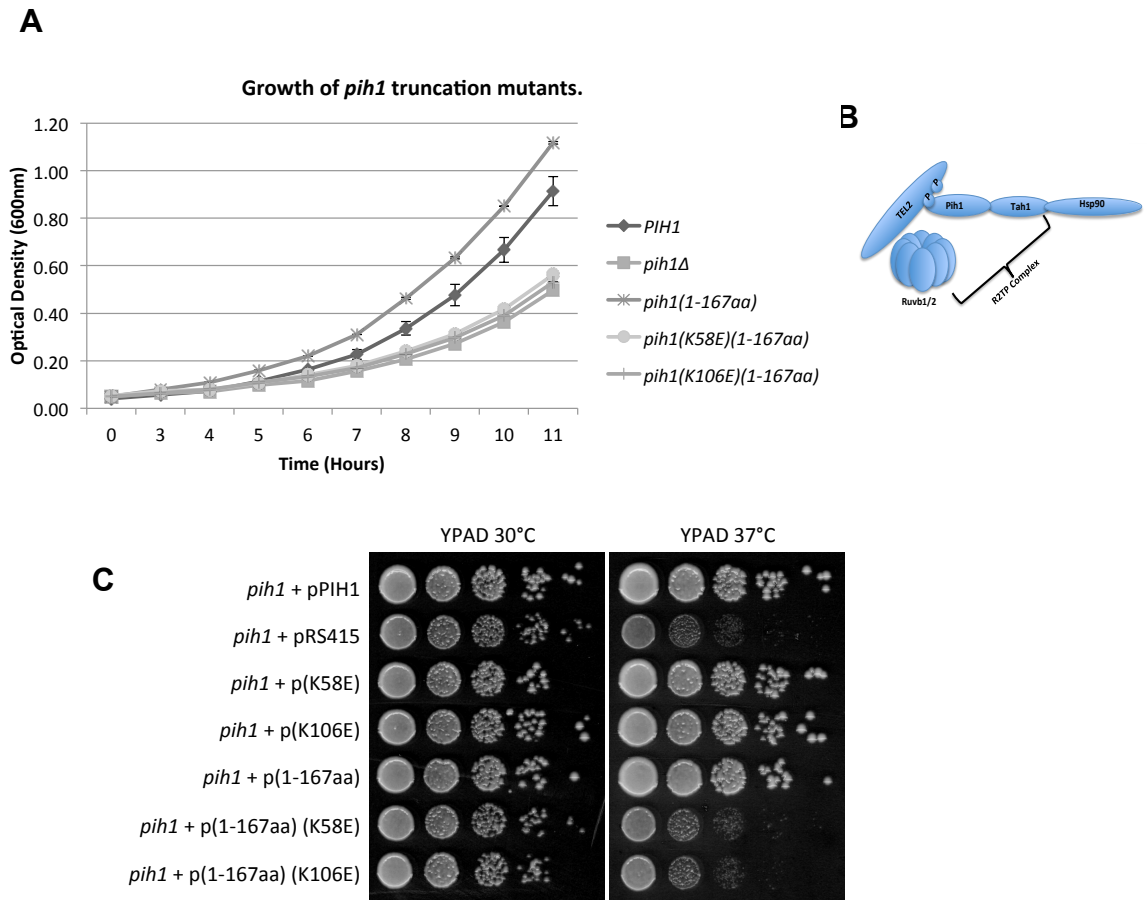 A
Growth of pih1 truncation mutants.
Optical Density (600nm)
1.20
1.00
0.80
0.60
0.40
0.20
0.00
0 3 4 5 6 7 8 9 10 11
Time (Hours)
PIH1
pih1Δ
pih1(1-167aa)
pih1(K58E)(1-167aa)
pih1(K106E)(1-167aa)
B
TEL2
P
P
Pih1
Tah1
Hsp90
Ruvb1/2
R2TP Complex
C
YPAD 30°C
YPAD 37°C
pih1 + pPIH1
pih1 + pRS415
pih1 + p(K58E)
pih1 + p(K106E)
pih1 + p(1-167aa)
pih1 + p(1-167aa) (K58E)
pih1 + p(1-167aa) (K106E)